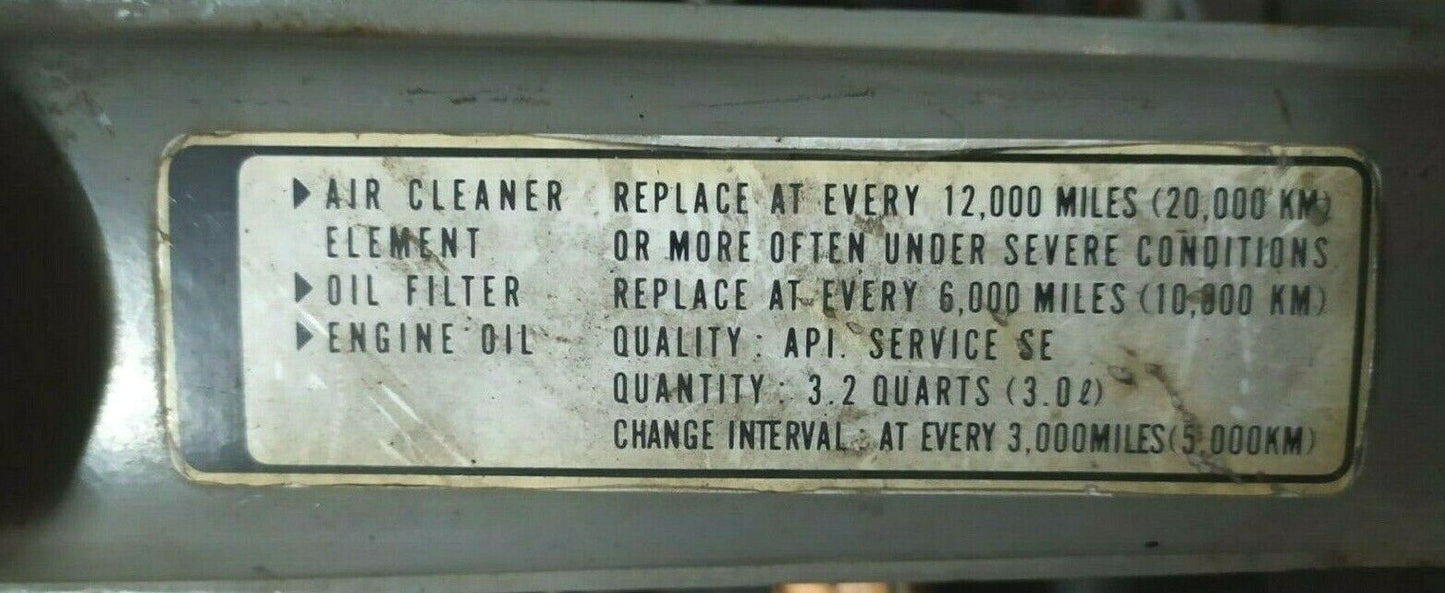 ▶ AIR CLEANER REPLACE AT EVERY 12,000 MILES (20,000 KM)
ELEMENT OR MORE OFTEN UNDER SEVERE CONDITIONS
▶ OIL FILTER REPLACE AT EVERY 6,000 MILES (10,000 KM)
▶ ENGINE OIL QUALITY : API. SERVICE SE
QUANTITY : 3.2 QUARTS (3.0 ℓ)
CHANGE INTERVAL : AT EVERY 3,000MILES(5,000KM)